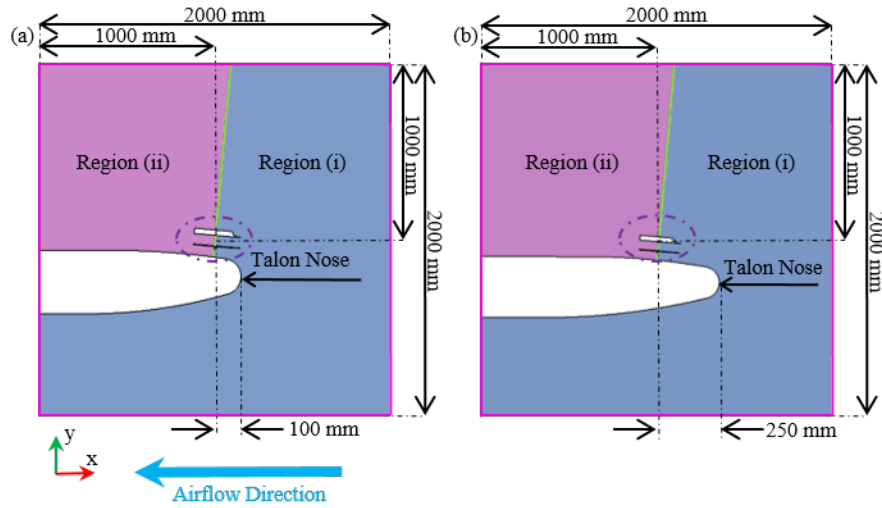 (a)
2000 mm
1000 mm
Region (ii)
Region (i)
1000 mm
2000 mm
Talon Nose
100 mm
y
x
Airflow Direction
(b)
2000 mm
1000 mm
Region (ii)
Region (i)
1000 mm
2000 mm
Talon Nose
250 mm